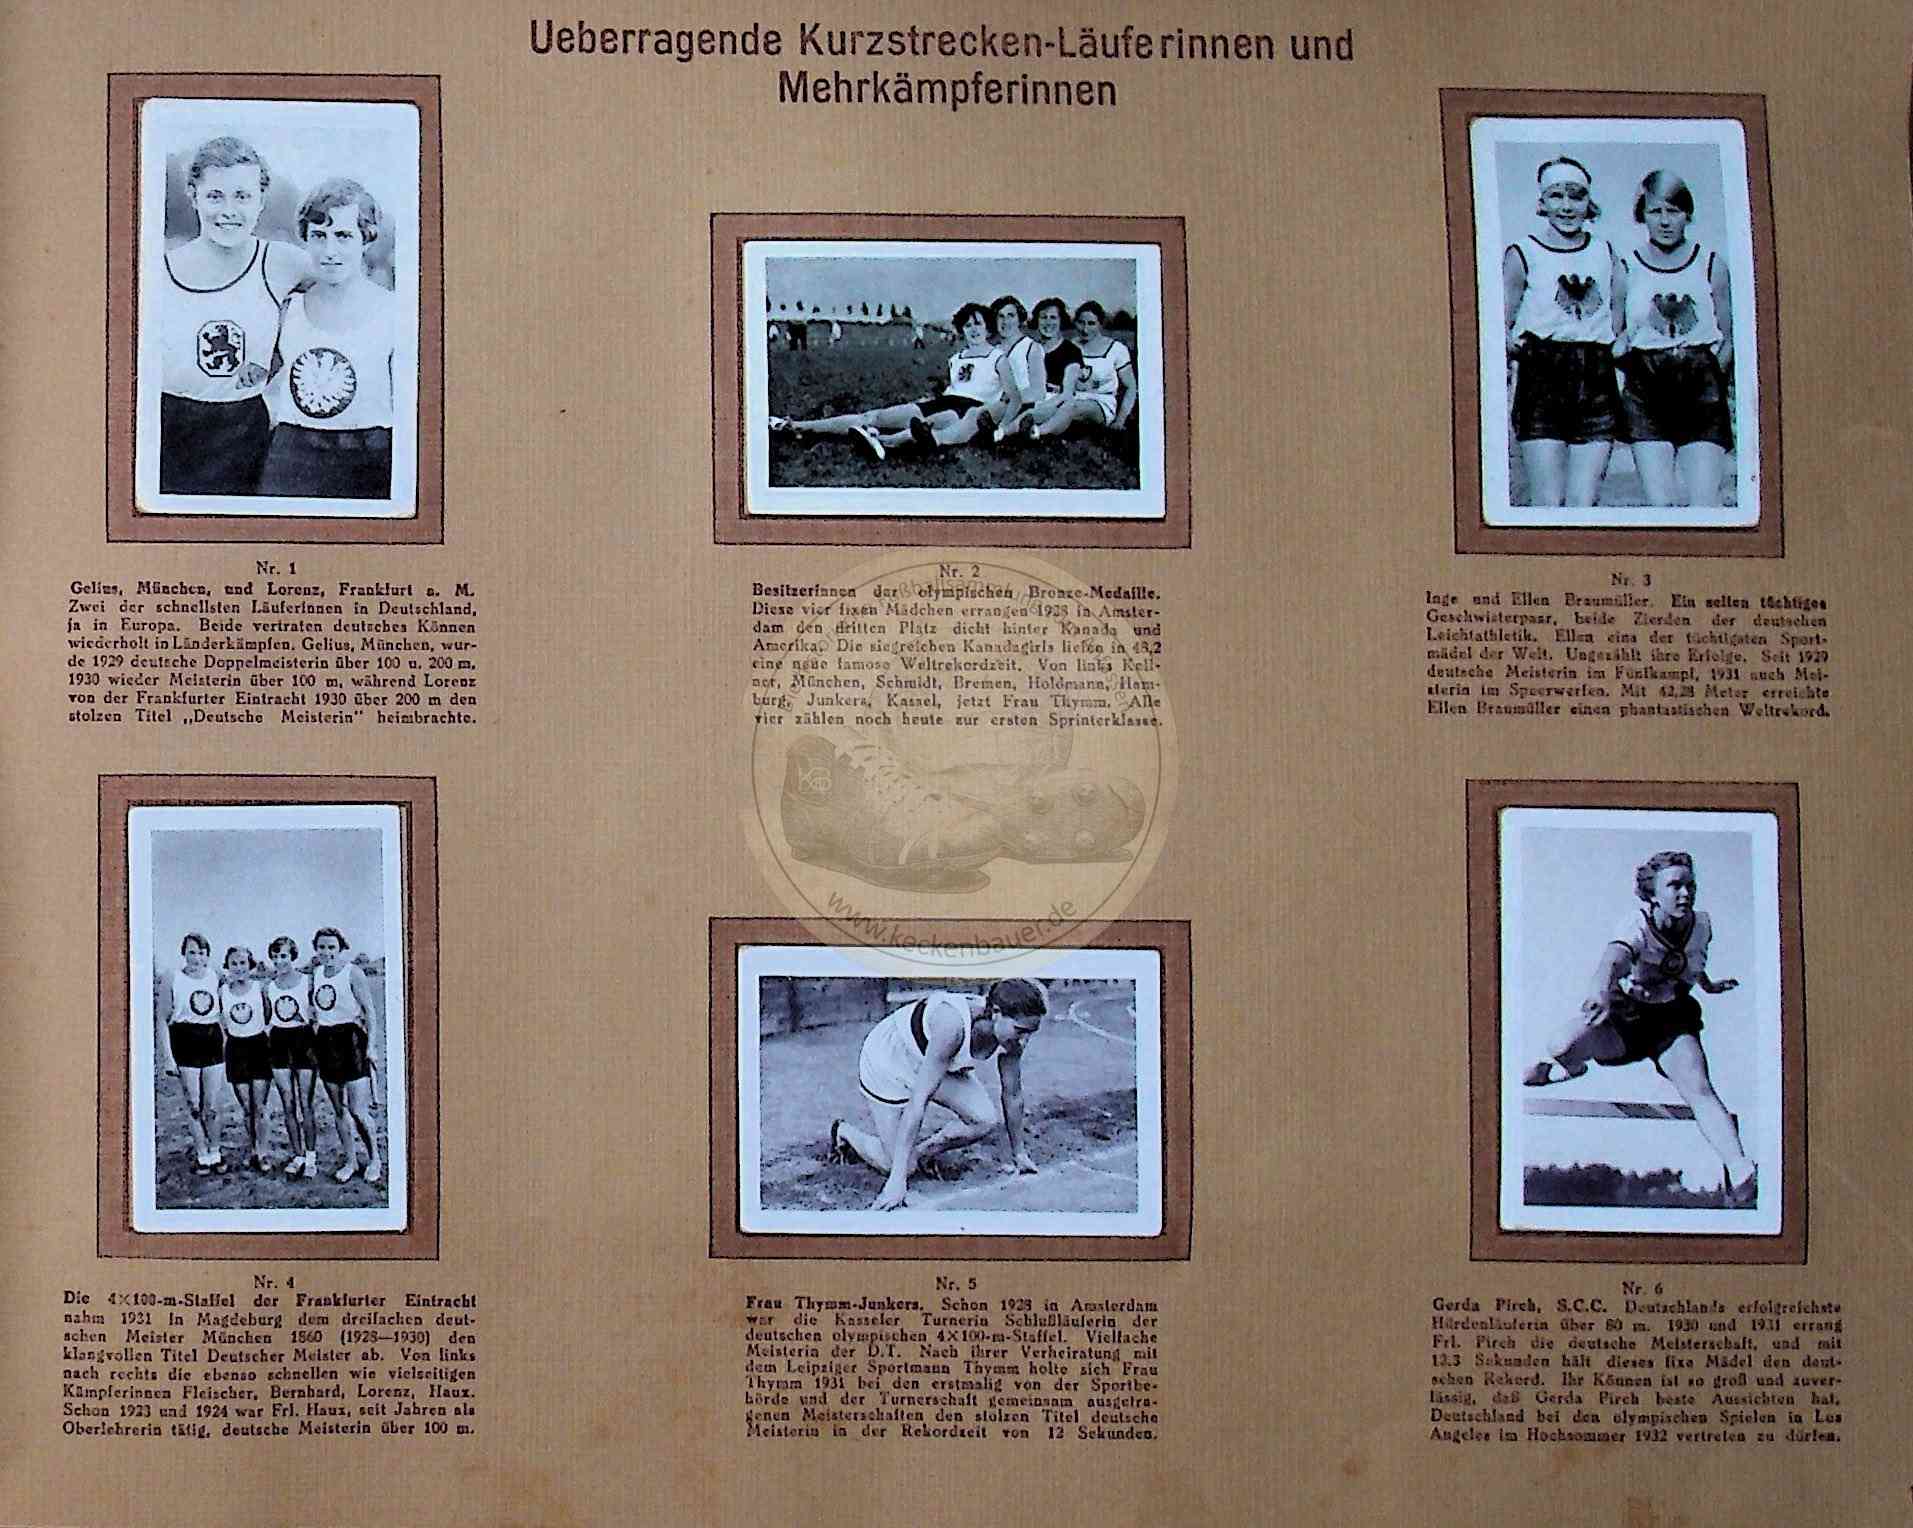 Ueberragende Kurzstrecken-Läuferinnen und
Mehrkämpferinnen
Nr. 1
Gelius, München, und Lorenz, Frankfurt a. M.
Zwei der schnellsten Läuferinnen in Deutschland,
ja in Europa. Beide vertraten deutsches Können
wiederholt in Länderkämpfen. Gelius, München, wur-
de 1929 deutsche Doppelmeisterin über 100 u. 200 m,
1930 wieder Meisterin über 100 m, während Lorenz
von der Frankfurter Eintracht 1930 über 200 m den
stolzen Titel „Deutsche Meisterin" heimbrachte.
Nr. 2
Besitzerinnen der olympischen Bronze-Medaille.
Diese vier fixen Mädchen errangen 1928 in Amster-
dam den dritten Platz dicht hinter Kanada und
Amerika. Die siegreichen Kanadagirls liefen in 48,2
eine neue famose Weltrekordzeit. Von links Kell-
ner, München, Schmidt, Bremen, Holdmann, Ham-
burg, Junkers, Kassel, jetzt Frau Thymm. Alle
vier zählen noch heute zur ersten Sprinterklasse.
Nr. 3
Inge und Ellen Braumüller. Ein selten tüchtiges
Geschwisterpaar, beide Zierden der deutschen
Leichtathletik. Ellen eins der tüchtigsten Sport-
mädel der Welt. Ungezählt ihre Erfolge. Seit 1929
deutsche Meisterin im Fünfkampf, 1931 auch Mei-
sterin im Speerwerfen. Mit 42,28 Meter erreichte
Ellen Braumüller einen phantastischen Weltrekord.
www.keckenbauer.de
Nr. 4
Die 4×100-m-Staffel der Frankfurter Eintracht
nahm 1931 in Magdeburg dem dreifachen deut-
schen Meister München 1860 (1928—1930) den
klangvollen Titel Deutscher Meister ab. Von links
nach rechts die ebenso schnellen wie vielseitigen
Kämpferinnen Fleischer, Bernhard, Lorenz, Haux.
Schon 1923 und 1924 war Frl. Haux, seit Jahren als
Oberlehrerin tätig, deutsche Meisterin über 100 m.
Nr. 5
Frau Thymm-Junkers. Schon 1928 in Amsterdam
war die Kasseler Turnerin Schlußläuferin der
deutschen olympischen 4×100-m-Staffel. Vielfache
Meisterin der D.T. Nach ihrer Verheiratung mit
dem Leipziger Sportmann Thymm holte sich Frau
Thymm 1931 bei den erstmalig von der Sportbe-
hörde und der Turnerschaft gemeinsam ausgetra-
genen Meisterschaften den stolzen Titel deutsche
Meisterin in der Rekordzeit von 12 Sekunden.
Nr. 6
Gerda Pirch, S.C.C. Deutschlands erfolgreichste
Hürdenläuferin über 80 m. 1930 und 1931 errang
Frl. Pirch die deutsche Meisterschaft, und mit
12.3 Sekunden hält dieses fixe Mädel den deut-
schen Rekord. Ihr Können ist so groß und zuver-
lässig, daß Gerda Pirch beste Aussichten hat,
Deutschland bei den olympischen Spielen in Los
Angeles im Hochsommer 1932 vertreten zu dürfen.